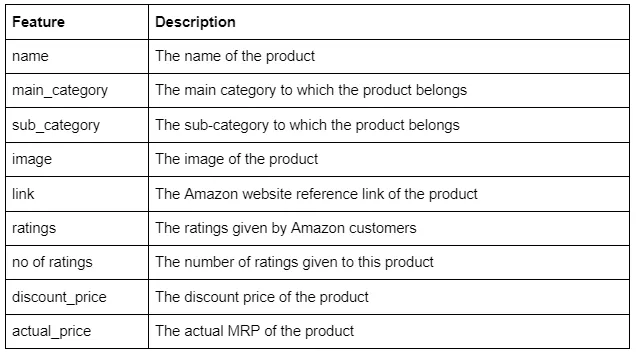 Feature Description
name The name of the product
main_category The main category to which the product belongs
sub_category The sub-category to which the product belongs
image The image of the product
link The Amazon website reference link of the product
ratings The ratings given by Amazon customers
no of ratings The number of ratings given to this product
discount_price The discount price of the product
actual_price The actual MRP of the product